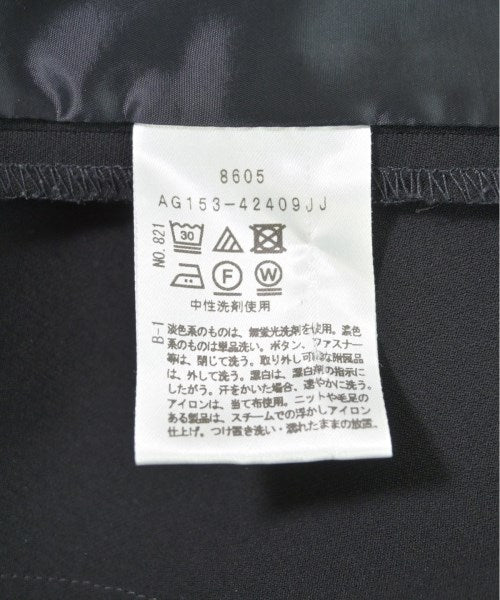 8605
AG153-42409JJ
NO.821
30
F
W
中性洗剤使用
B-1
淡色系のものは、無蛍光洗剤を使用。濃色
系のものは単品洗い。ボタン、ファスナー
等は、閉じて洗う。取り外し可能な附属品
は、外して洗う。漂白は、漂白剤の指示に
したがう。汗をかいた場合、速やかに洗う。
アイロンは、当て布使用。ニットや毛足の
ある製品は、スチームでの浮かしアイロン
仕上げ。つけ置き洗い・濡れたままの放置、